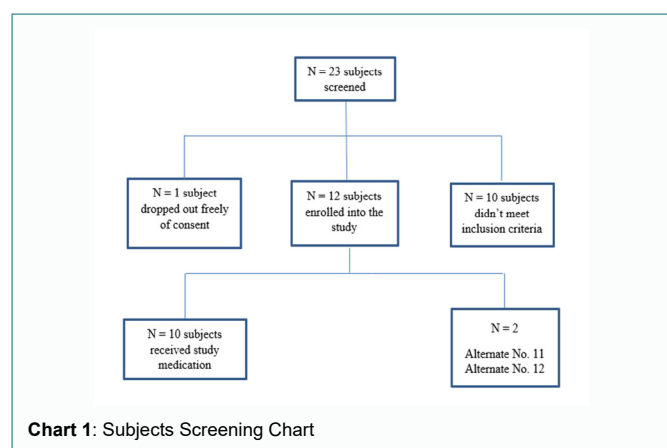 N = 23 subjects
screened
N = 1 subject
dropped out freely
of consent
N = 12 subjects
enrolled into the
study
N = 10 subjects
didn't meet
inclusion criteria
N = 10 subjects
received study
medication
N = 2
Alternate No. 11
Alternate No. 12
Chart 1: Subjects Screening Chart